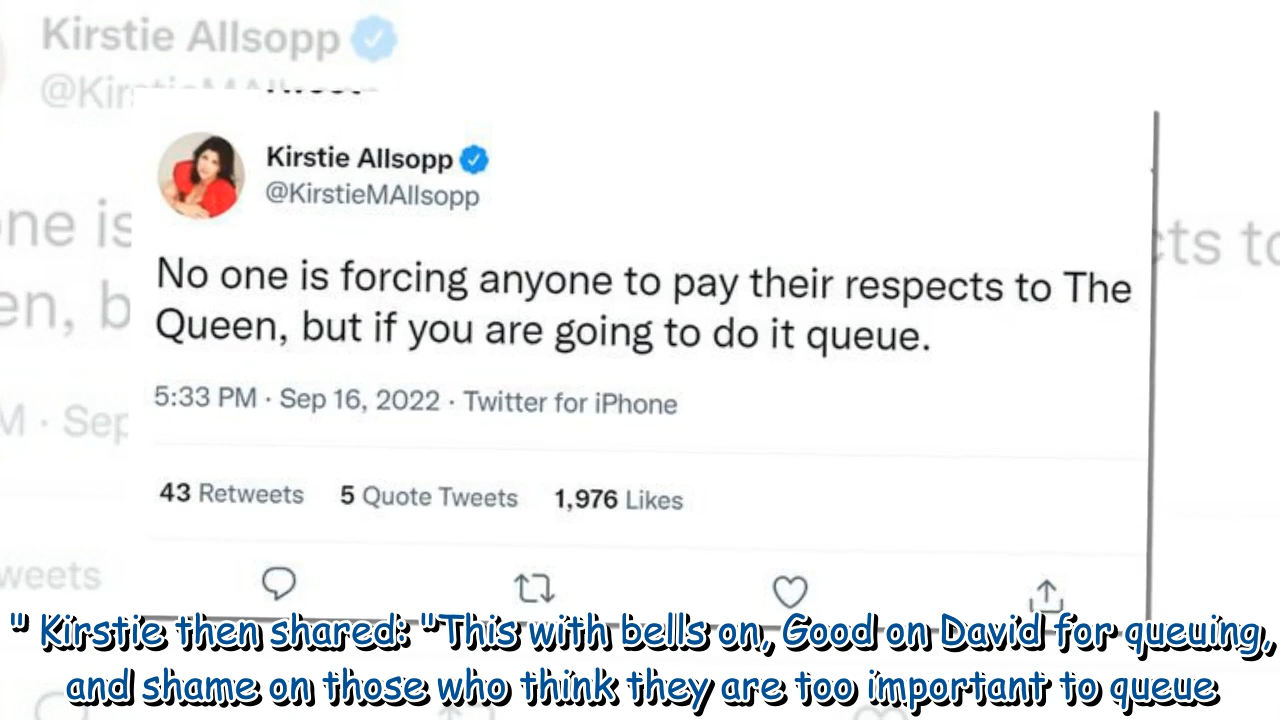 Kirstie Allsopp
Kirstie Allsopp
@KirstieMAllsopp
No one is forcing anyone to pay their respects to The
Queen, but if you are going to do it queue.
5:33 PM · Sep 16, 2022 · Twitter for iPhone
43 Retweets 5 Quote Tweets 1,976 Likes
" Kirstie then shared: "This with bells on, Good on David for queuing,
and shame on those who think they are too important to queue